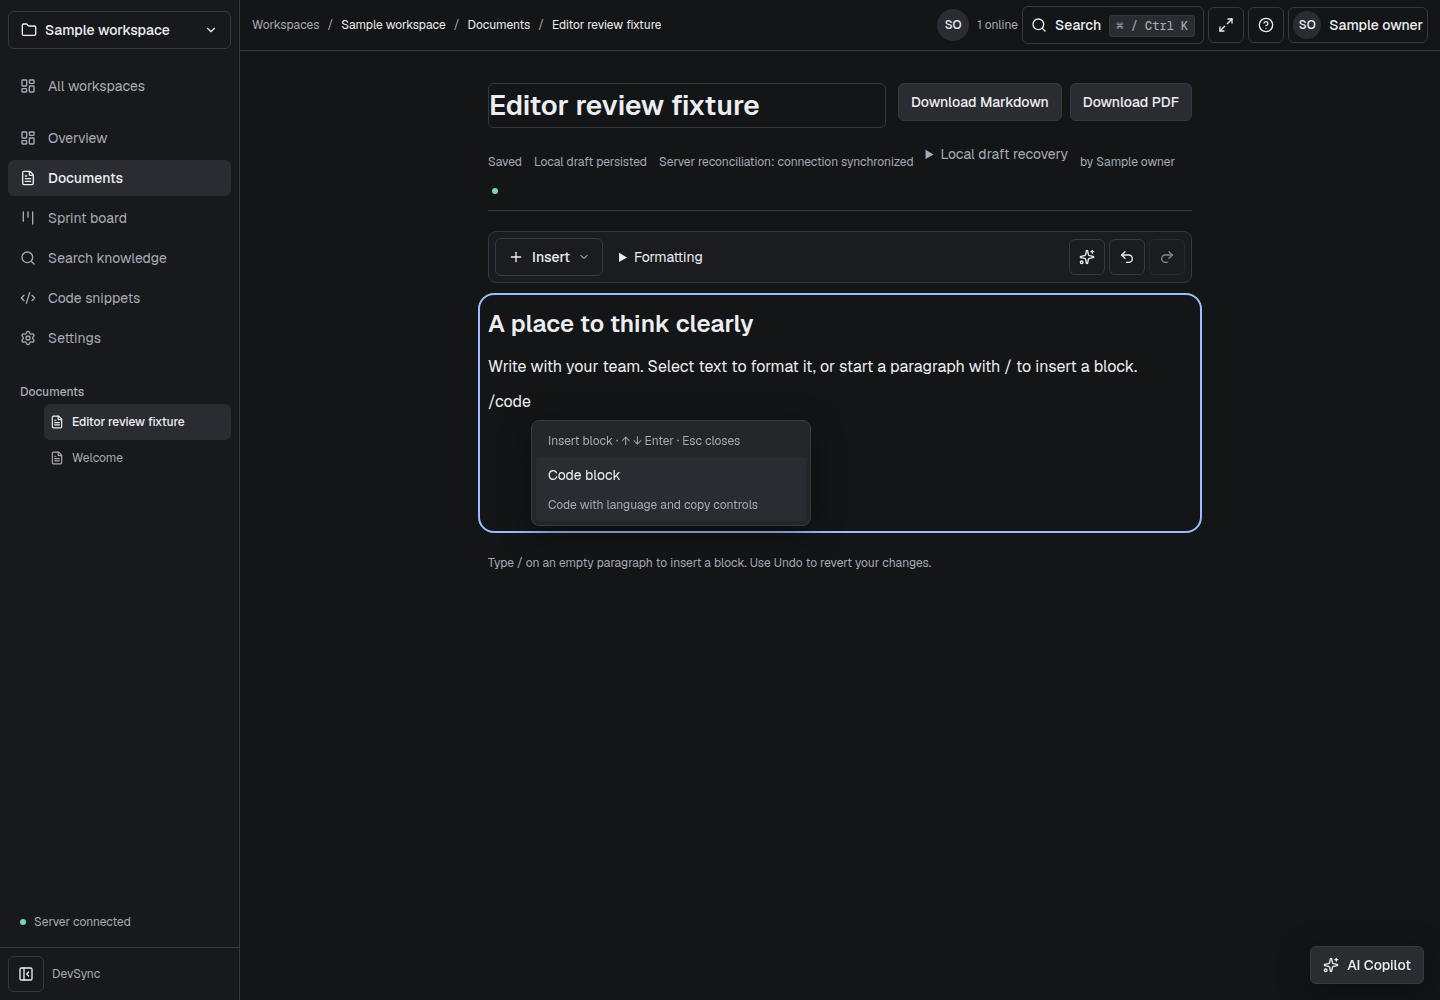 Sample workspace
All workspaces
Overview
Documents
Sprint board
Search knowledge
Code snippets
Settings
Documents
Editor review fixture
Welcome
Server connected
DevSync
Workspaces / Sample workspace / Documents / Editor review fixture
SO 1 online Search ⌘ / Ctrl K SO Sample owner
Editor review fixture
Download Markdown Download PDF
Saved Local draft persisted Server reconciliation: connection synchronized ▶ Local draft recovery by Sample owner
Insert ▶ Formatting
A place to think clearly
Write with your team. Select text to format it, or start a paragraph with / to insert a block.
/code
Insert block · ↑ ↓ Enter · Esc closes
Code block
Code with language and copy controls
Type / on an empty paragraph to insert a block. Use Undo to revert your changes.
AI Copilot